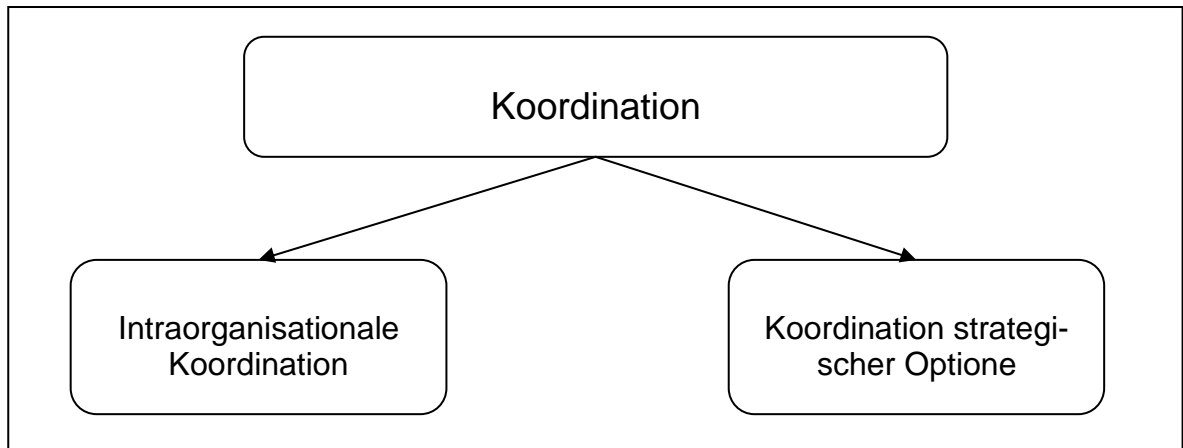 Koordination
Intraorganisationale
Koordination
Koordination strategi-
scher Optione